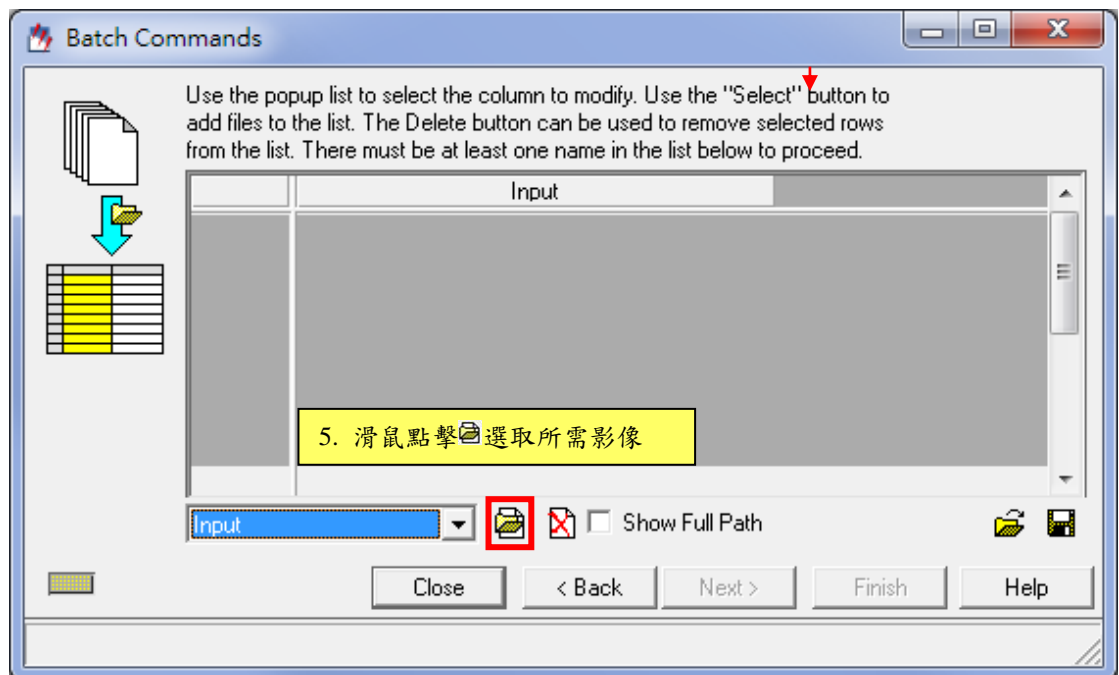 Batch Commands
Use the popup list to select the column to modify. Use the "Select" button to
add files to the list. The Delete button can be used to remove selected rows
from the list. There must be at least one name in the list below to proceed.
Input
5. 滑鼠點擊選取所需影像
Input
Show Full Path
Close
< Back
Next >
Finish
Help